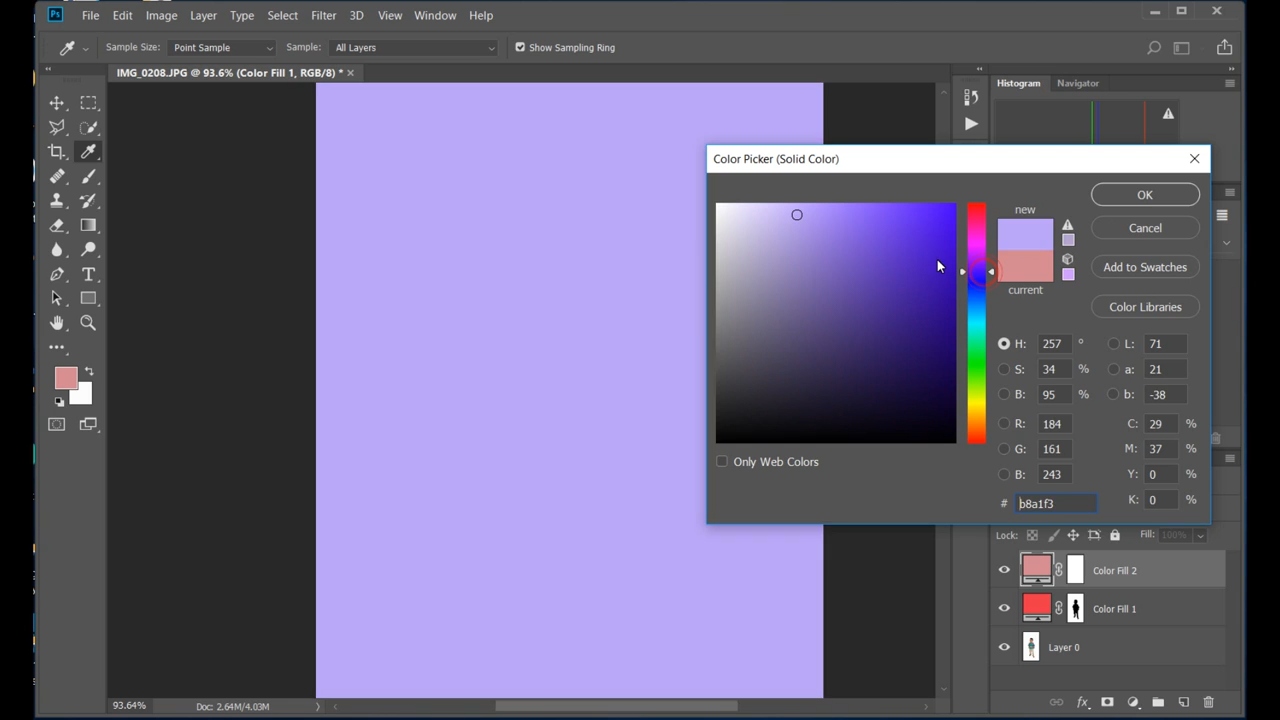 Ps File Edit Image Layer Type Select Filter 3D View Window Help
Sample Size: Point Sample Sample: All Layers Show Sampling Ring
IMG_0208.JPG @ 93.6% (Color Fill 1, RGB/8) * ×
Histogram Navigator
Color Picker (Solid Color)
new
OK
Cancel
Add to Swatches
current
Color Libraries
H: 257 ° L: 71
S: 34 % a: 21
B: 95 % b: -38
R: 184 C: 29 %
G: 161 M: 37 %
Only Web Colors
B: 243 Y: 0 %
# b8a1f3 K: 0 %
Lock: Fill: 100%
Color Fill 2
Color Fill 1
Layer 0
T
fx
93.64% Doc: 2.64M/4.03M